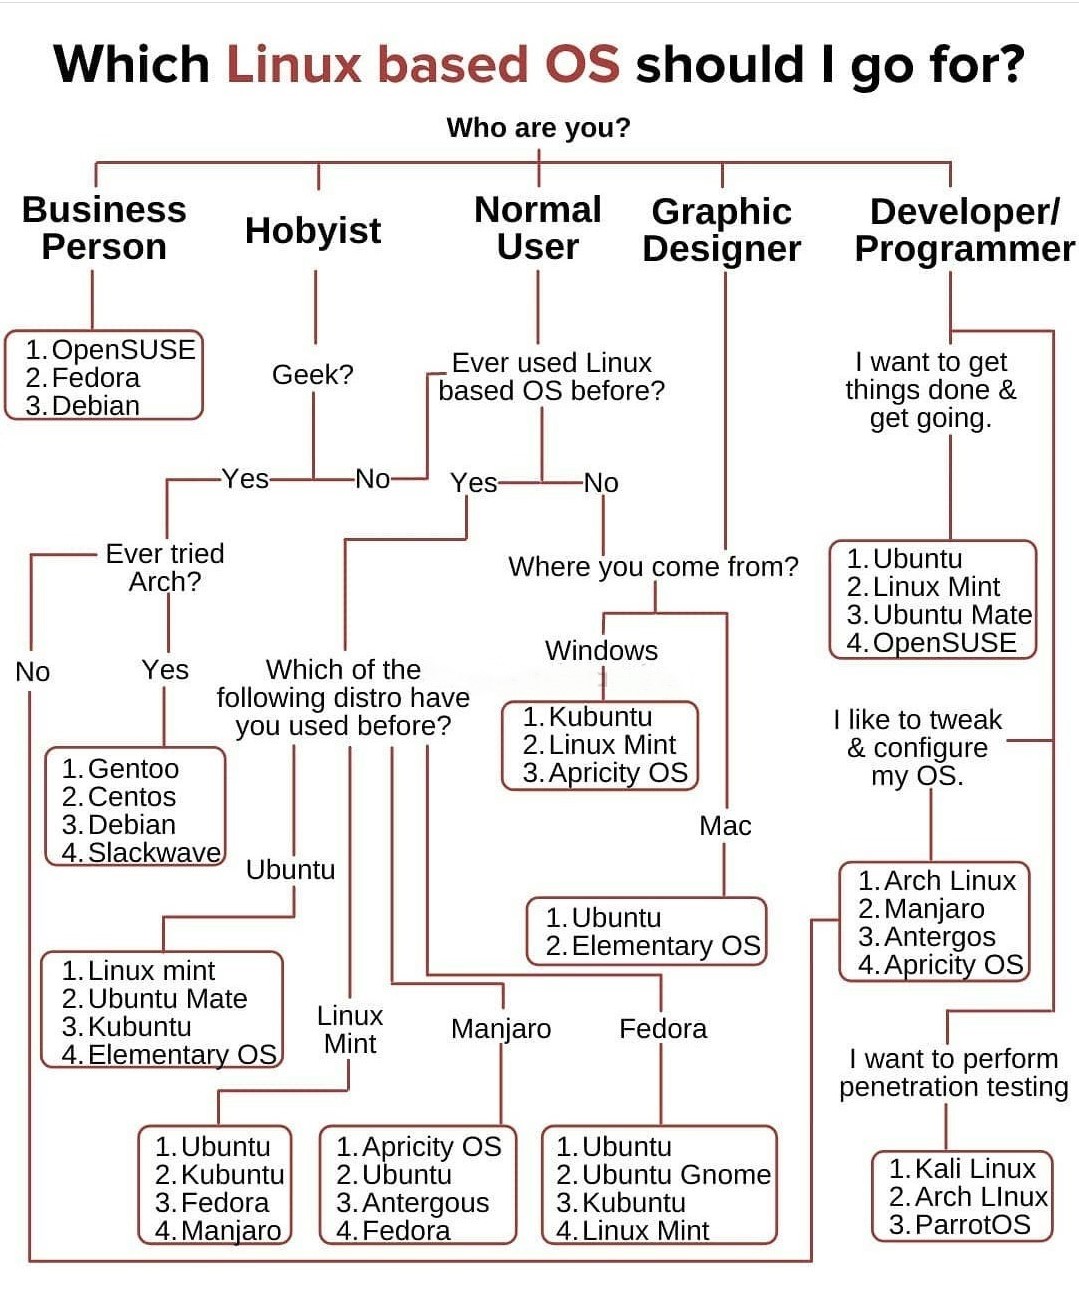 Which Linux based OS should I go for?
Who are you?
Business
Person
Hobyist
Normal
User
Graphic
Designer
Developer/
Programmer
1. OpenSUSE
2. Fedora
3. Debian
Geek?
Ever used Linux
based OS before?
I want to get
things done &
get going.
Yes
No
Yes
No
Ever tried
Arch?
Where you come from?
1. Ubuntu
2. Linux Mint
3. Ubuntu Mate
4. OpenSUSE
No
Yes
Which of the
following distro have
you used before?
Windows
1. Kubuntu
2. Linux Mint
3. Apricity OS
I like to tweak
& configure
my OS.
1. Gentoo
2. Centos
3. Debian
4. Slackwave
Ubuntu
Mac
1. Ubuntu
2. Elementary OS
1. Arch Linux
2. Manjaro
3. Antergos
4. Apricity OS
1. Linux mint
2. Ubuntu Mate
3. Kubuntu
4. Elementary OS
Linux
Mint
Manjaro
Fedora
I want to perform
penetration testing
1. Ubuntu
2. Kubuntu
3. Fedora
4. Manjaro
1. Apricity OS
2. Ubuntu
3. Antergous
4. Fedora
1. Ubuntu
2. Ubuntu Gnome
3. Kubuntu
4. Linux Mint
1. Kali Linux
2. Arch LInux
3. ParrotOS